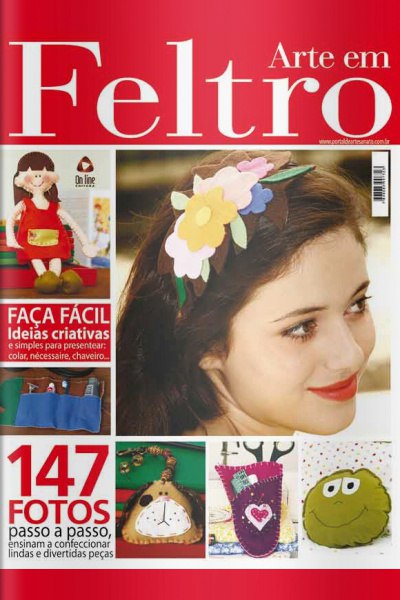 Arte em
Feltro
www.portaldeartesanato.com.br
On line
EDITORA
FAÇA FÁCIL
Ideias criativas
e simples para presentear:
colar, nécessaire, chaveiro...
147
FOTOS
passo a passo,
ensinam a confeccionar
lindas e divertidas peças